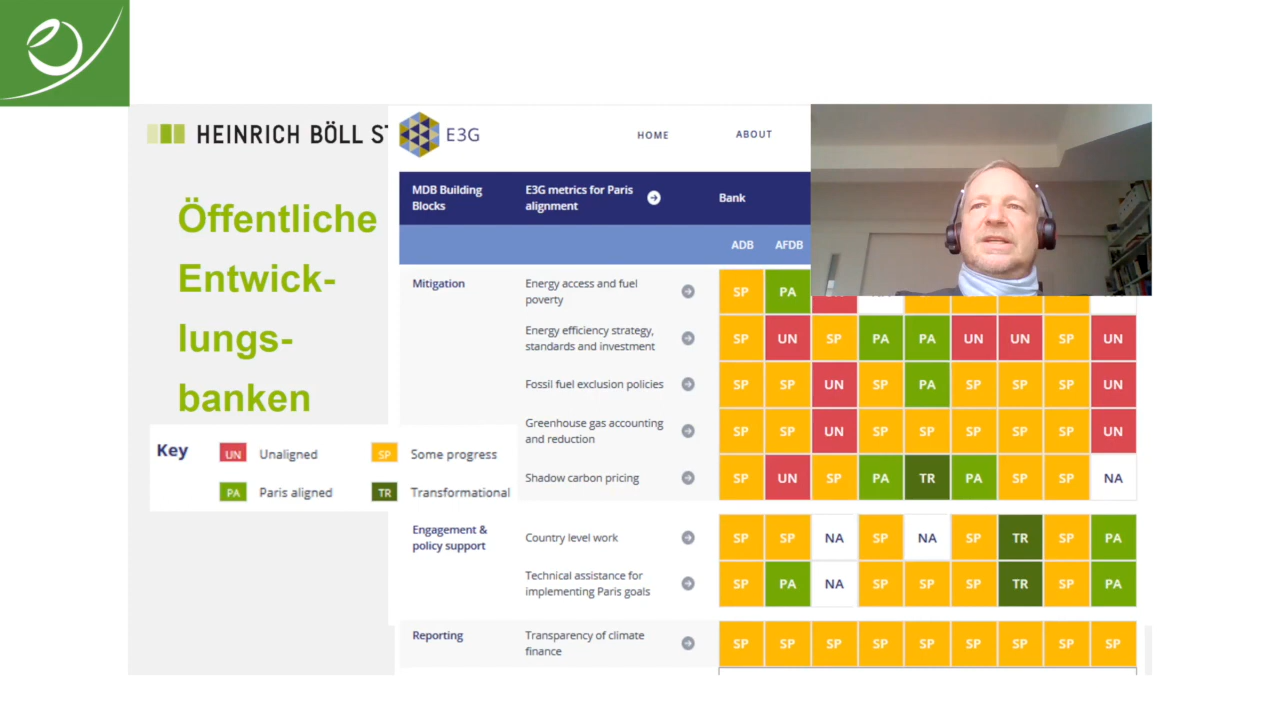 HEINRICH BÖLL
Öffentliche
Entwick-
lungs-
banken
Key
UN Unaligned
SP Some progress
PA Paris aligned
TR Transformational
E3G
HOME ABOUT
MDB Building
Blocks
E3G metrics for Paris
alignment
Bank
ADB AFDB
Mitigation
Energy access and fuel
poverty
SP PA
Energy efficiency strategy,
standards and investment
SP UN SP PA PA UN UN SP UN
Fossil fuel exclusion policies
SP SP UN SP PA SP SP SP UN
Greenhouse gas accounting
and reduction
SP SP UN SP SP SP SP SP UN
Shadow carbon pricing
SP UN SP PA TR PA SP SP NA
Engagement &
policy support
Country level work
SP SP NA SP NA SP TR SP PA
Technical assistance for
implementing Paris goals
SP PA NA SP SP SP TR SP PA
Reporting
Transparency of climate
finance
SP SP SP SP SP SP SP SP SP